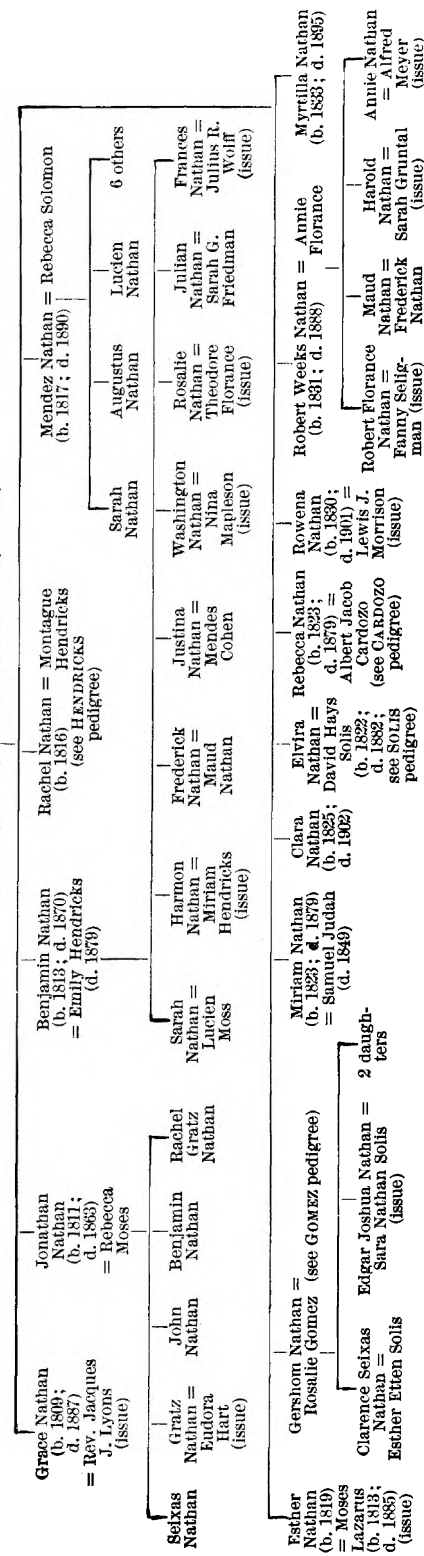 Grace Nathan
(b. 1809;
d. 1887)
= Rev. Jacques
J. Lyons
(issue)
Jonathan
Nathan
(b. 1811;
d. 1863)
= Rebecca
Moses
Benjamin Nathan
(b. 1813; d. 1870)
= Emily Hendricks
(d. 1879)
Rachel Nathan = Montague
(b. 1816) Hendricks
(see HENDRICKS
pedigree)
Mendez Nathan = Rebecca Solomon
(b. 1817; d. 1890)
Seixas
Nathan
Gratz
Nathan =
Eudora
Hart
(issue)
John
Nathan
Benjamin
Nathan
Rachel
Gratz
Nathan
Sarah
Nathan =
Lucien
Moss
Harmon
Nathan =
Miriam
Hendricks
(issue)
Frederick
Nathan =
Maud
Nathan
Justina
Nathan =
Mendes
Cohen
Washington
Nathan =
Nina
Mapleson
(issue)
Rosalie
Nathan =
Theodore
Florance
(issue)
Julian
Nathan =
Sarah G.
Friedman
Frances
Nathan =
Julius R.
Wolff
(issue)
Sarah
Nathan
Augustus
Nathan
Lucien
Nathan
6 others
Esther
Nathan
(b. 1819)
= Moses
Lazarus
(b. 1813;
d. 1885)
(issue)
Gershom Nathan =
Rosalie Gomez (see GOMEZ pedigree)
Miriam Nathan
(b. 1823; d. 1879)
= Samuel Judah
(d. 1849)
Clara
Nathan
(b. 1825;
d. 1902)
Elvira
Nathan =
David Hays
Solis
(b. 1822;
d. 1882;
see SOLIS
pedigree)
Rebecca Nathan
(b. 1823;
d. 1879) =
Albert Jacob
Cardozo
(see CARDOZO
pedigree)
Rowena
Nathan
(b. 1830;
d. 1901) =
Lewis J.
Morrison
(issue)
Robert Weeks Nathan = Annie
(b. 1831; d. 1888) Florance
Myrtilla Nathan
(b. 1833; d. 1895)
Clarence Seixas
Nathan =
Esther Etten Solis
Edgar Joshua Nathan =
Sara Nathan Solis
(issue)
2 daugh-
ters
Robert Florance
Nathan =
Fanny Selig-
man (issue)
Maud
Nathan =
Frederick
Nathan
Harold
Nathan =
Sarah Gruntal
(issue)
Annie Nathan
= Alfred
Meyer
(issue)